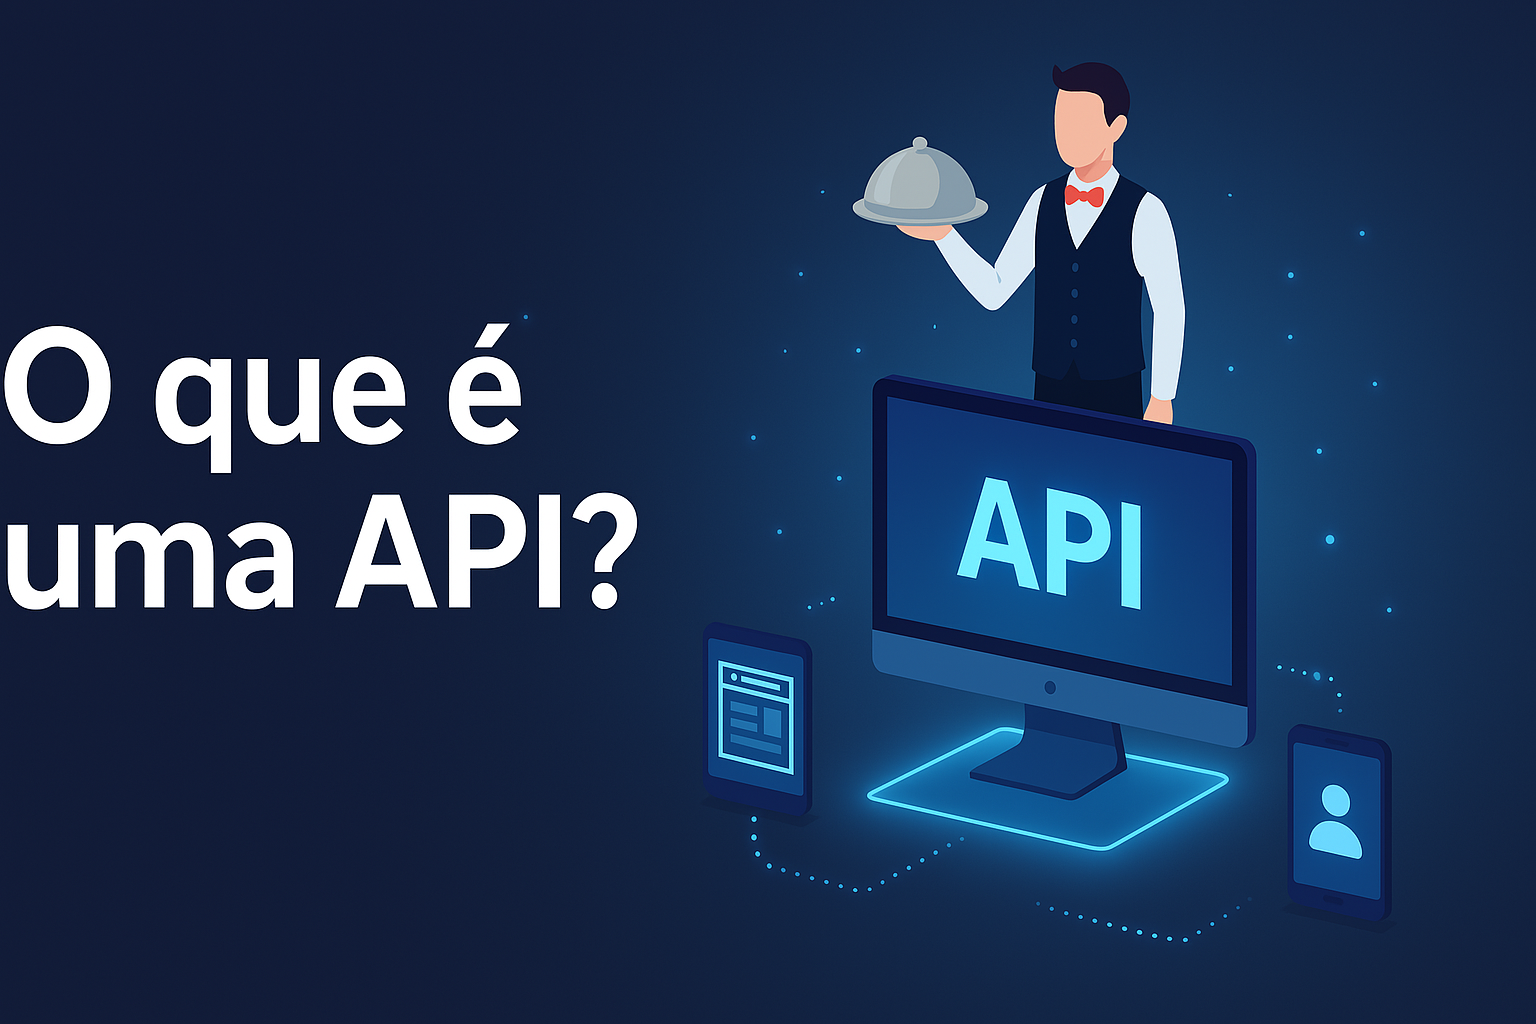 O que é
uma API?
API